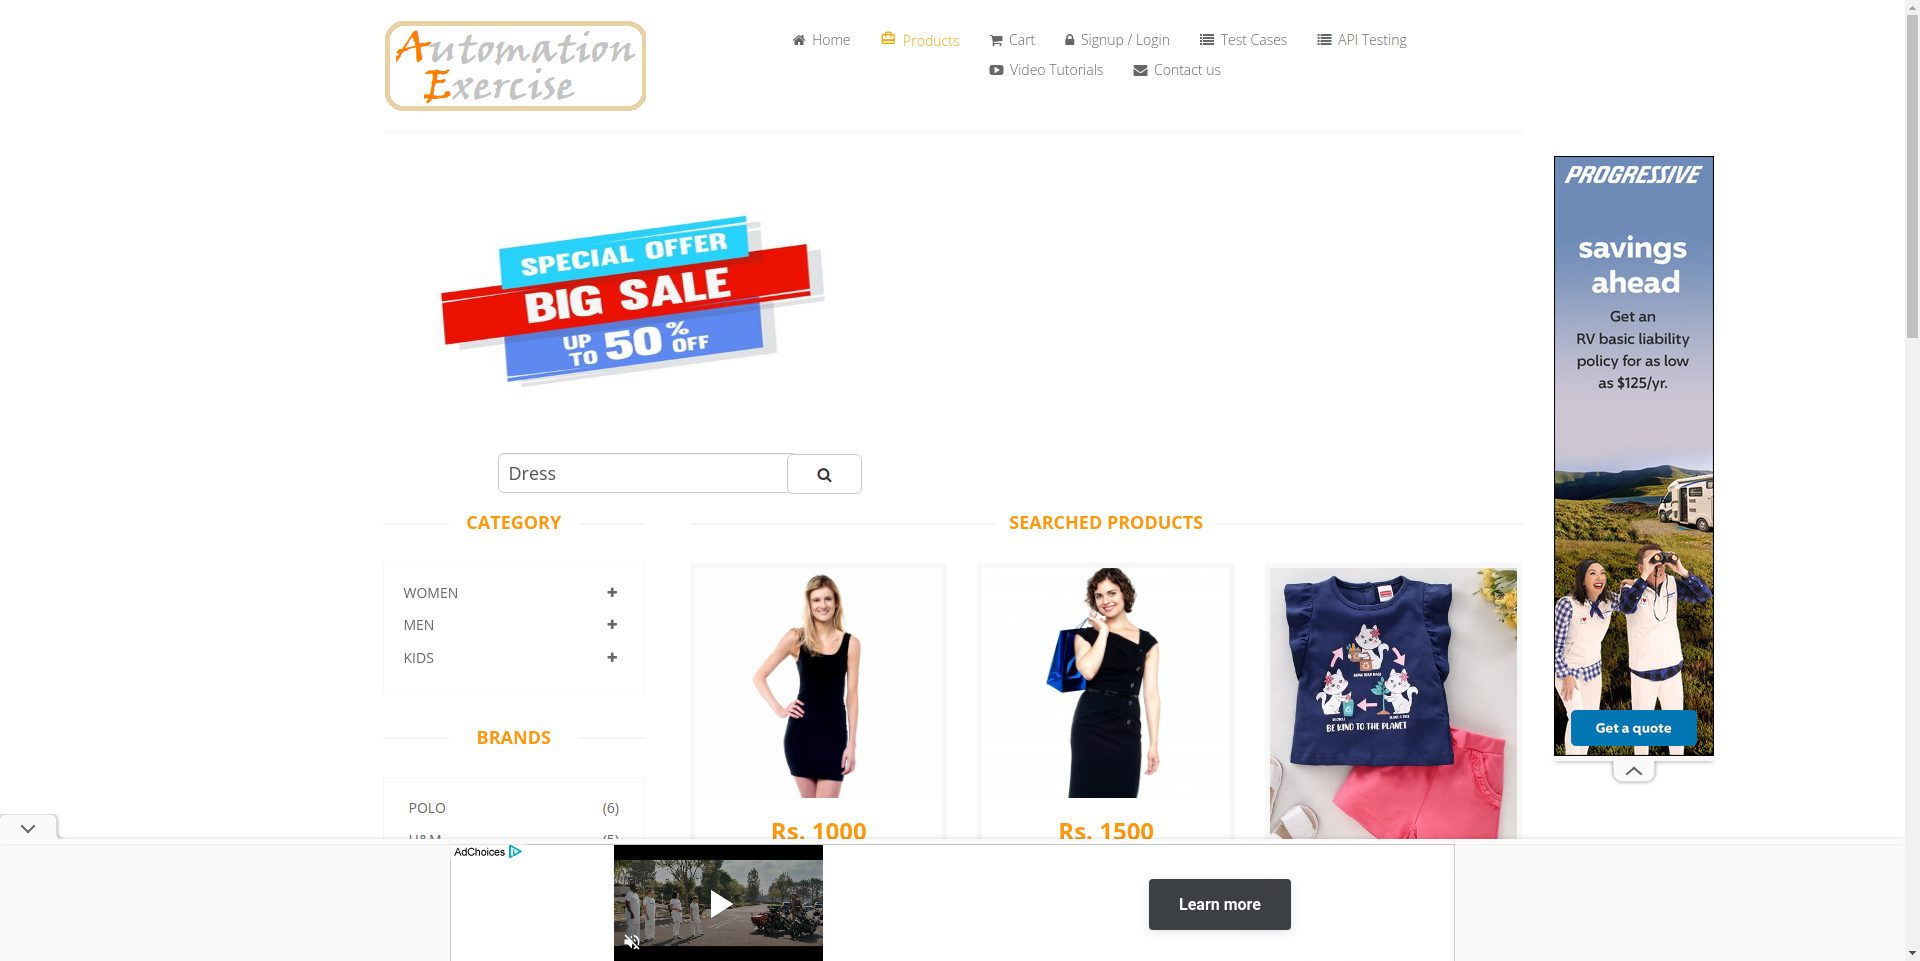 Automation
Exercise
Home
Products
Cart
Signup / Login
Test Cases
API Testing
Video Tutorials
Contact us
SPECIAL OFFER
BIG SALE
UP TO 50% OFF
Dress
CATEGORY
WOMEN
MEN
KIDS
BRANDS
POLO (6)
H&M (5)
SEARCHED PRODUCTS
BE KIND TO THE PLANET
Rs. 1000
Rs. 1500
PROGRESSIVE
savings
ahead
Get an
RV basic liability
policy for as low
as $125/yr.
Get a quote
AdChoices
Learn more